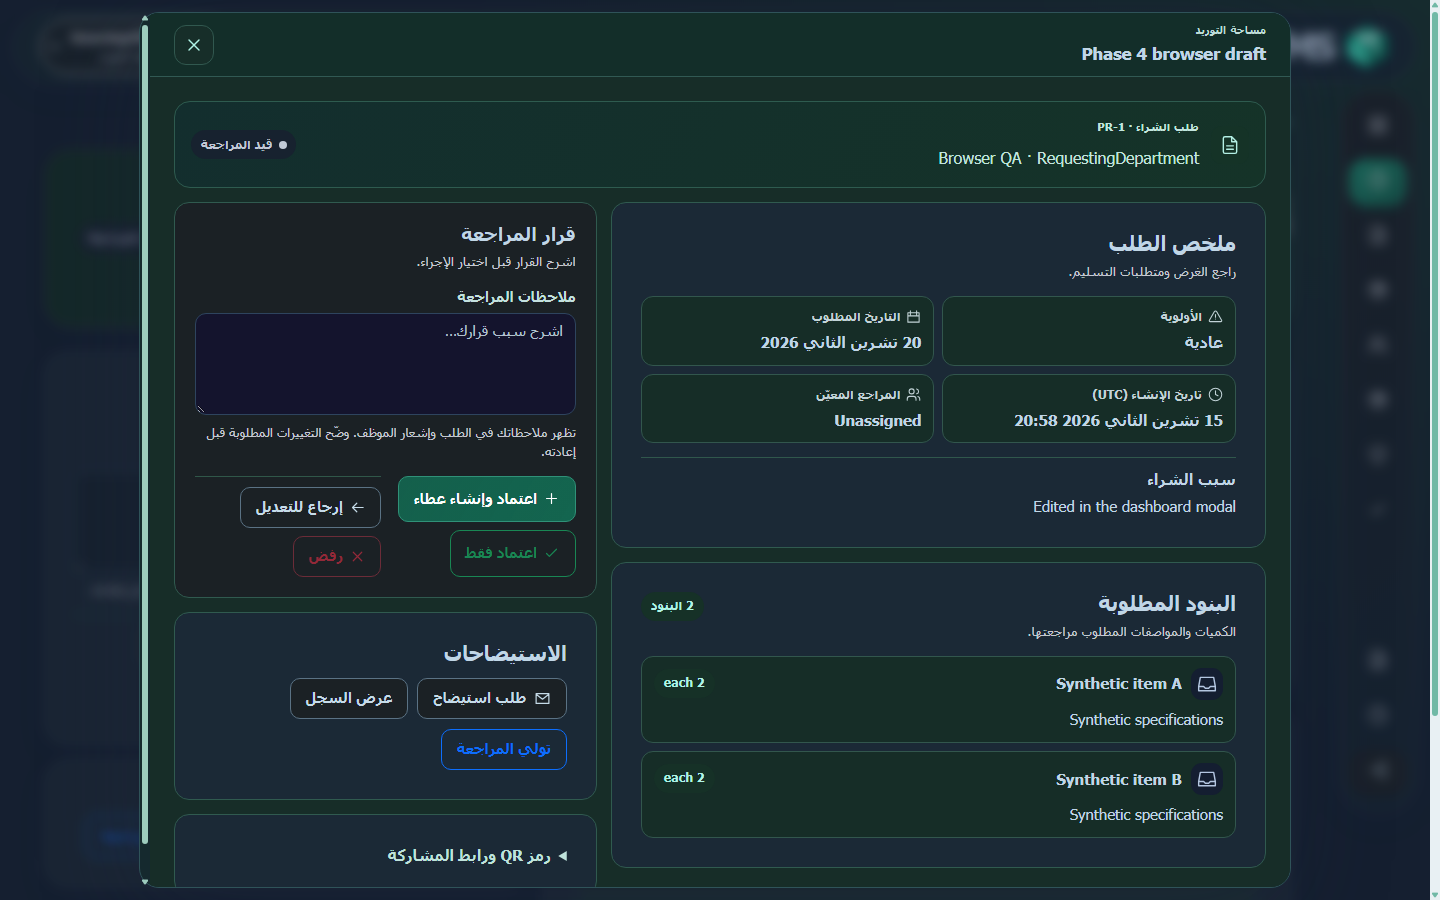 مساحة التوريد
Phase 4 browser draft
طلب الشراء · PR-1
Browser QA · RequestingDepartment
قيد المراجعة
ملخص الطلب
راجع الغرض ومتطلبات التسليم.
الأولوية
عادية
التاريخ المطلوب
20 تشرين الثاني 2026
تاريخ الإنشاء (UTC)
15 تشرين الثاني 2026 20:58
المراجع المعيّن
Unassigned
سبب الشراء
Edited in the dashboard modal
البنود المطلوبة
2 البنود
الكميات والمواصفات المطلوب مراجعتها.
Synthetic item A
2 each
Synthetic specifications
Synthetic item B
2 each
Synthetic specifications
قرار المراجعة
اشرح القرار قبل اختيار الإجراء.
ملاحظات المراجعة
اشرح سبب قرارك...
تظهر ملاحظاتك في الطلب وإشعار الموظف. وضّح التغييرات المطلوبة قبل
إعادته.
اعتماد وإنشاء عطاء
إرجاع للتعديل
اعتماد فقط
رفض
الاستيضاحات
طلب استيضاح
عرض السجل
تولي المراجعة
رمز QR ورابط المشاركة